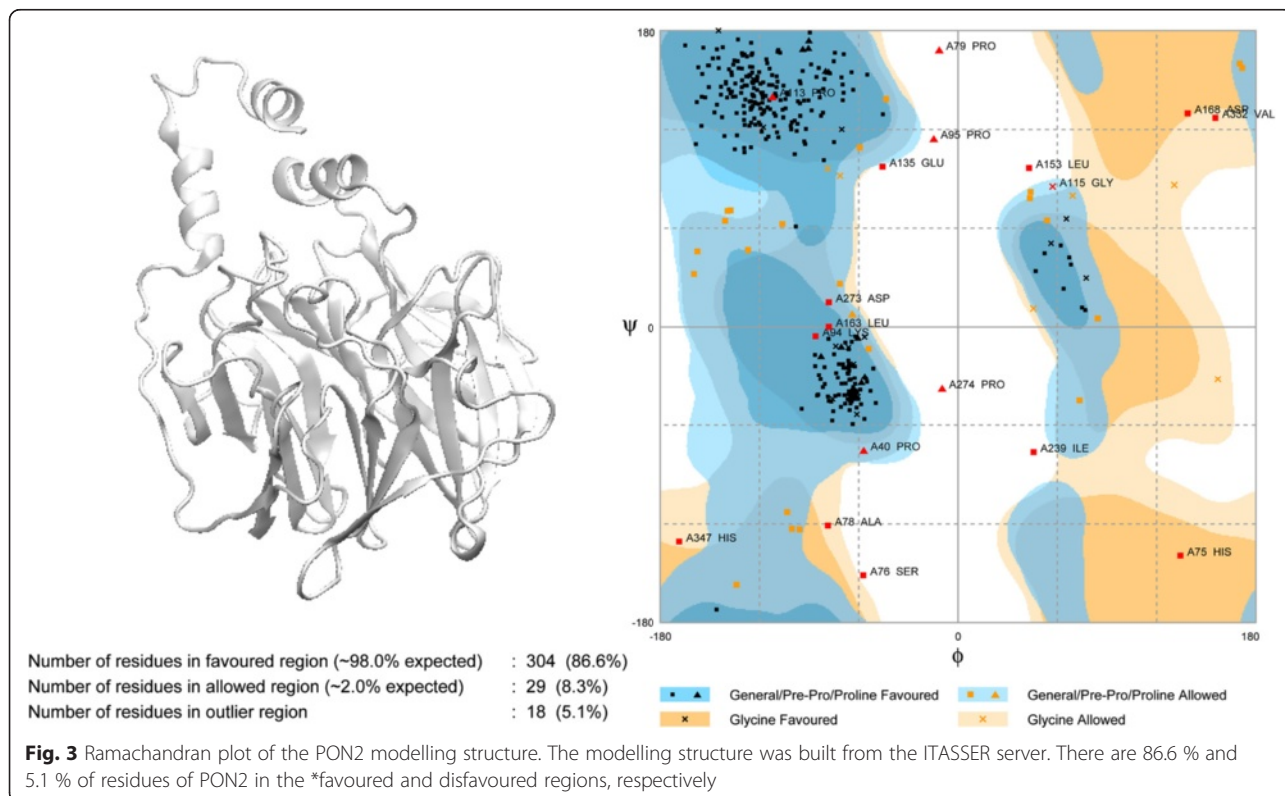 180
A79 PRO
A113 PRO
A168 ASP
A332 VAL
A95 PRO
A135 GLU
A153 LEU
A115 GLY
A273 ASP
Ψ
0
A163 LEU
A94 LYS
A274 PRO
A40 PRO
A239 ILE
A78 ALA
A347 HIS
A75 HIS
A76 SER
-180
-180
0
180
ϕ
Number of residues in favoured region (~98.0% expected) : 304 (86.6%)
Number of residues in allowed region (~2.0% expected) : 29 (8.3%)
Number of residues in outlier region : 18 (5.1%)
General/Pre-Pro/Proline Favoured
General/Pre-Pro/Proline Allowed
Glycine Favoured
Glycine Allowed
Fig. 3 Ramachandran plot of the PON2 modelling structure. The modelling structure was built from the ITASSER server. There are 86.6 % and
5.1 % of residues of PON2 in the *favoured and disfavoured regions, respectively